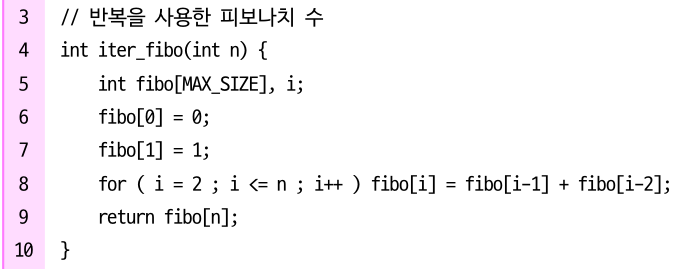 3 // 반복을 사용한 피보나치 수
4 int iter_fibo(int n) {
5 int fibo[MAX_SIZE], i;
6 fibo[0] = 0;
7 fibo[1] = 1;
8 for ( i = 2 ; i <= n ; i++ ) fibo[i] = fibo[i-1] + fibo[i-2];
9 return fibo[n];
10 }